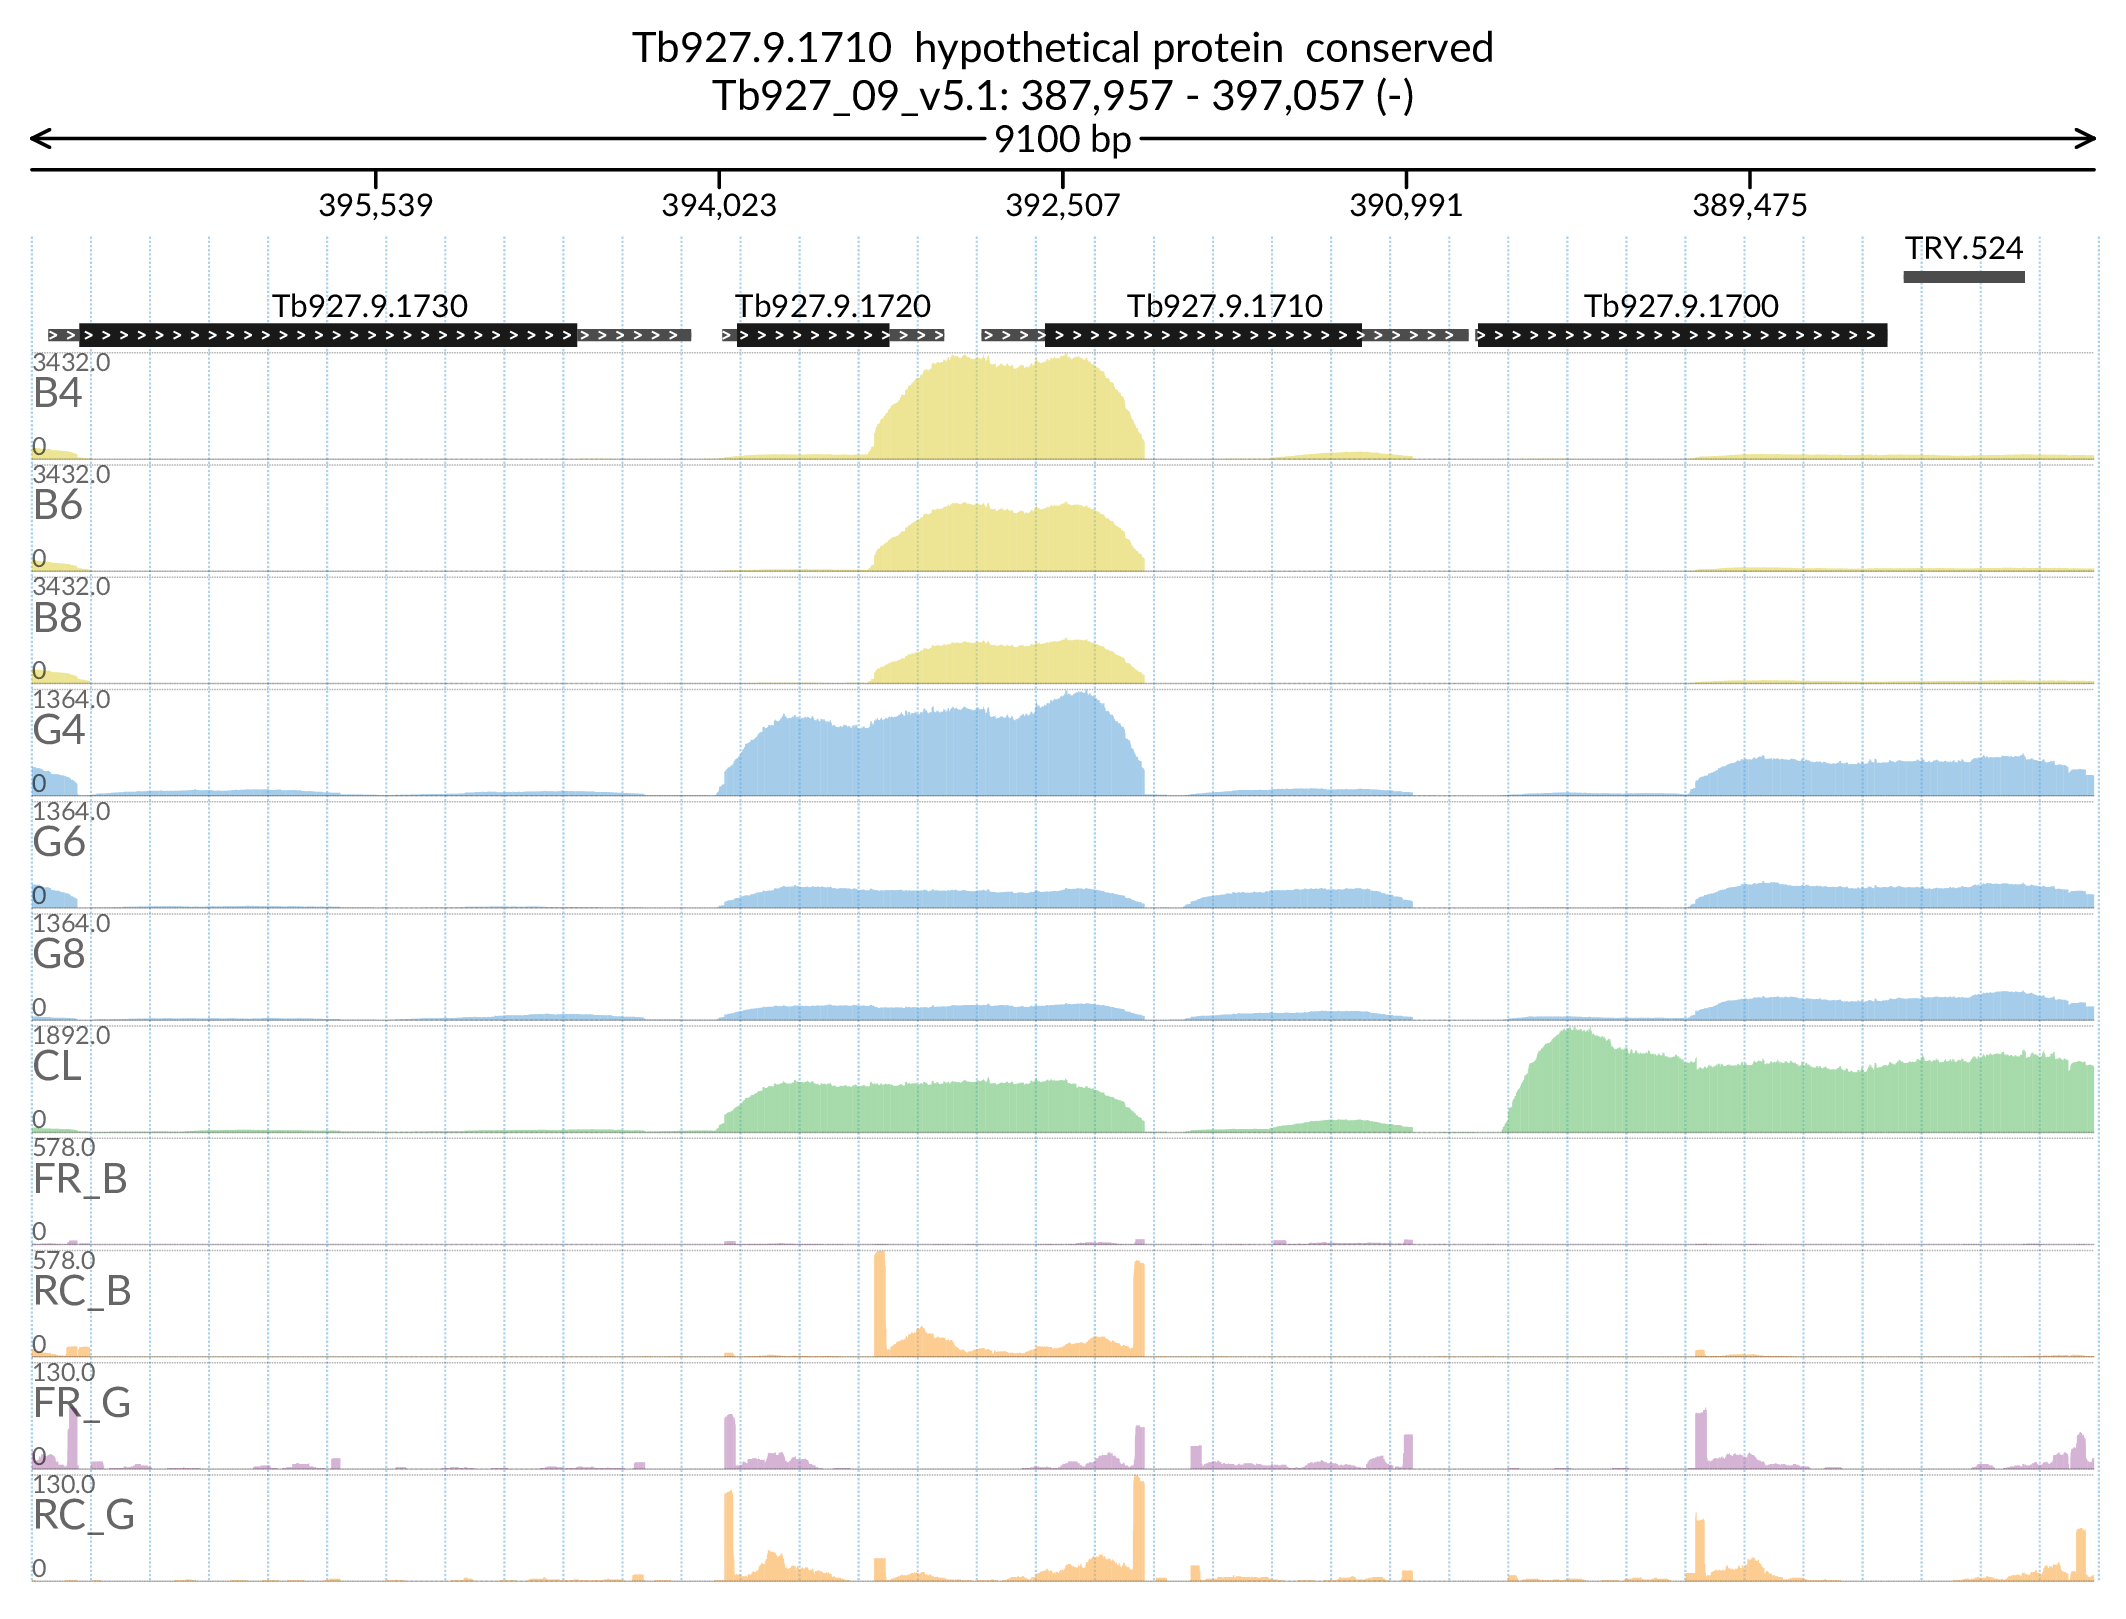 Tb927.9.1710  hypothetical protein  conserved
Tb927_09_v5.1: 387,957 - 397,057 (-)
9100 bp
395,539 394,023 392,507 390,991 389,475
TRY.524
Tb927.9.1730 Tb927.9.1720 Tb927.9.1710 Tb927.9.1700
3432.0
B4
0
3432.0
B6
0
3432.0
B8
0
1364.0
G4
0
1364.0
G6
0
1364.0
G8
0
1892.0
CL
0
578.0
FR_B
0
578.0
RC_B
0
130.0
FR_G
0
130.0
RC_G
0